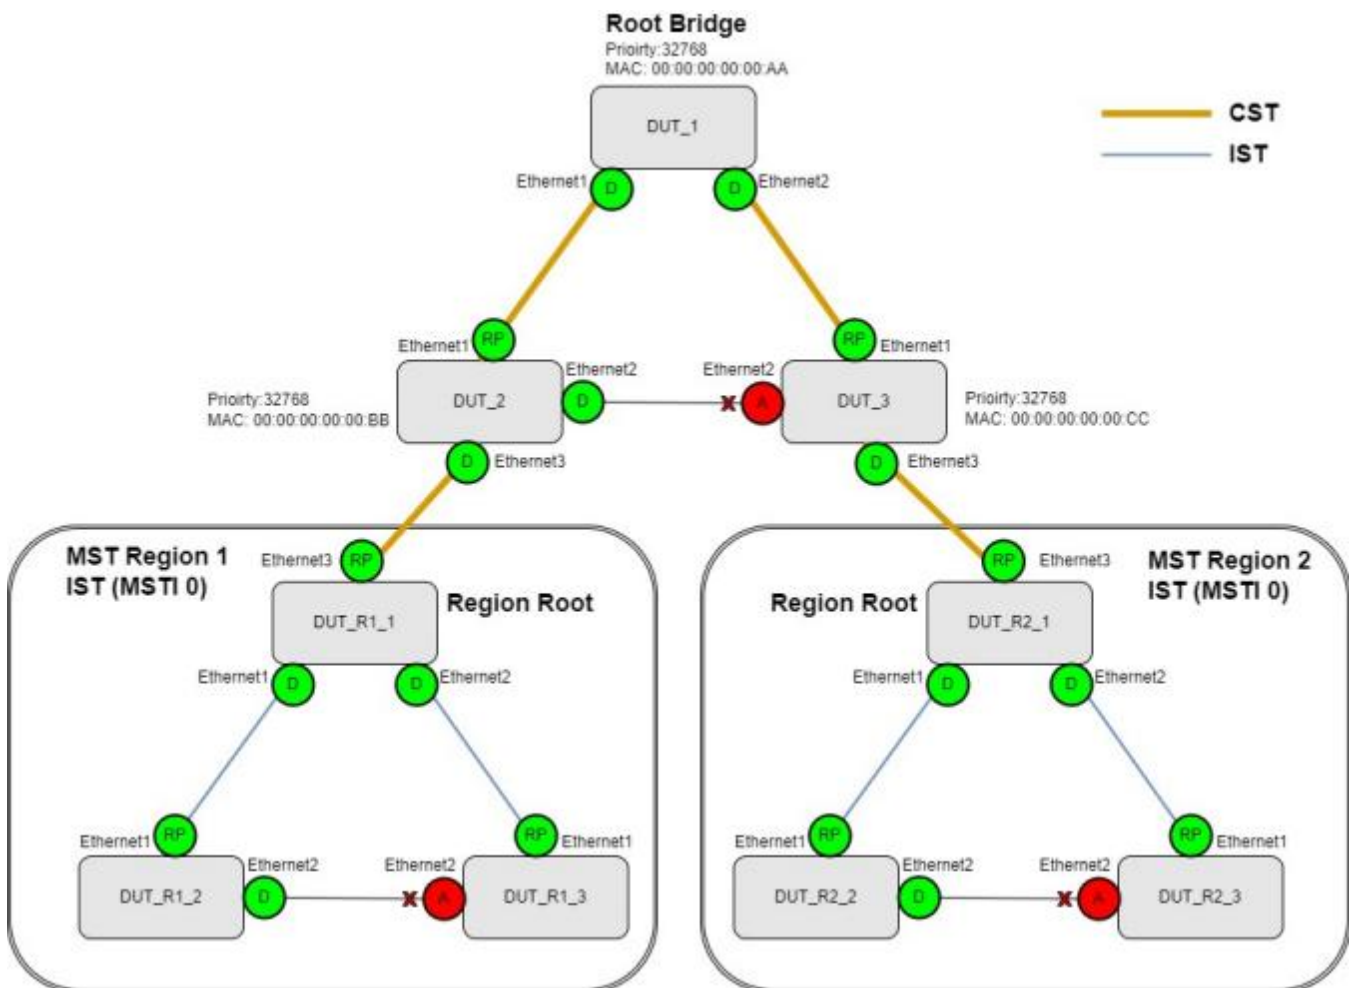 Root Bridge
Prioirty:32768
MAC: 00:00:00:00:00:AA
DUT_1
CST
IST
Ethernet1
D
D
Ethernet2
Ethernet1
RP
RP
Ethernet1
Ethernet2
Ethernet2
Prioirty:32768
MAC: 00:00:00:00:00:BB
DUT_2
D
X
A
DUT_3
Prioirty:32768
MAC: 00:00:00:00:00:CC
D
Ethernet3
D
Ethernet3
MST Region 1
IST (MSTI 0)
Ethernet3
RP
DUT_R1_1
Region Root
Ethernet1
D
D
Ethernet2
Ethernet1
RP
RP
Ethernet1
Ethernet2
Ethernet2
DUT_R1_2
D
X
A
DUT_R1_3
RP
Ethernet3
MST Region 2
IST (MSTI 0)
Region Root
DUT_R2_1
Ethernet1
D
D
Ethernet2
Ethernet1
RP
RP
Ethernet1
Ethernet2
Ethernet2
DUT_R2_2
D
X
A
DUT_R2_3